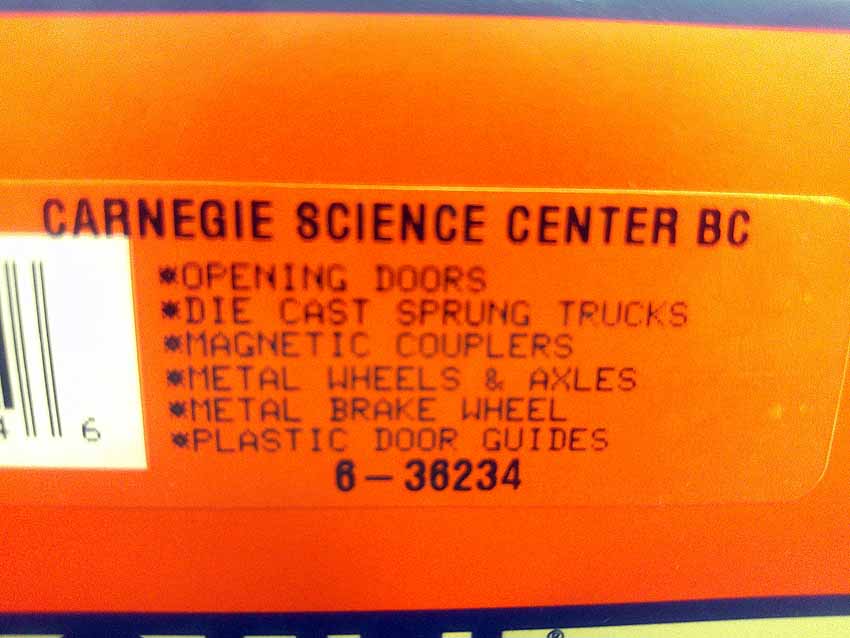 CARNEGIE SCIENCE CENTER BC
*OPENING DOORS
*DIE CAST SPRUNG TRUCKS
*MAGNETIC COUPLERS
*METAL WHEELS & AXLES
*METAL BRAKE WHEEL
*PLASTIC DOOR GUIDES
6
6-36234